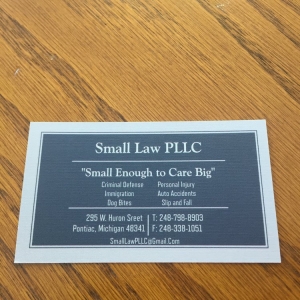 Small Law PLLC
"Small Enough to Care Big"
Criminal Defense Personal Injury
Immigration Auto Accidents
Dog Bites Slip and Fall
295 W. Huron Sreet T: 248-798-8903
Pontiac, Michigan 48341 F: 248-338-1051
SmallLawPLLC@Gmail.Com